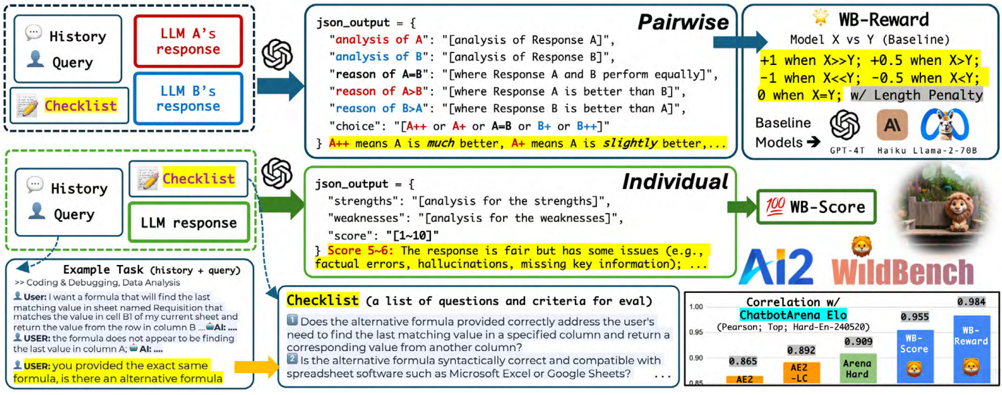 History
Query
Checklist
LLM A's
response
LLM B's
response
Pairwise
json_output = {
"analysis of A": "[analysis of Response A]",
"analysis of B": "[analysis of Response B]",
"reason of A=B": "[where Response A and B perform equally]",
"reason of A>B": "[where Response A is better than B]",
"reason of B>A": "[where Response B is better than A]",
"choice": "[A++ or A+ or A=B or B+ or B++]"
} A++ means A is much better, A+ means A is slightly better,...
WB-Reward
Model X vs Y (Baseline)
+1 when X>>Y; +0.5 when X>Y;
-1 when X<<Y; -0.5 when X<Y;
0 when X=Y; w/ Length Penalty
Baseline
Models
GPT-4T Haiku Llama-2-70B
History
Query
Checklist
LLM response
Individual
json_output = {
"strengths": "[analysis for the strengths]",
"weaknesses": "[analysis for the weaknesses]",
"score": "[1~10]"
} Score 5~6: The response is fair but has some issues (e.g.,
factual errors, hallucinations, missing key information); ...
100 WB-Score
Ai2 WildBench
Example Task (history + query)
>> Coding & Debugging, Data Analysis
USER: I want a formula that will find the last
matching value in sheet named Requisition that
matches the value in cell B1 of my current sheet and
return the value from the row in column B ... AI: ....
USER: the formula does not appear to be finding
the last value in column A; AI: ....
USER: you provided the exact same
formula, is there an alternative formula
Checklist (a list of questions and criteria for eval)
1 Does the alternative formula provided correctly address the user's
need to find the last matching value in a specified column and return a
corresponding value from another column?
2 Is the alternative formula syntactically correct and compatible with
spreadsheet software such as Microsoft Excel or Google Sheets? ...
Correlation w/
ChatbotArena Elo
(Pearson; Top; Hard-En-240520)
1.00
0.95
0.90
0.85
0.865
0.892
0.909
0.955
0.984
AE2
AE2
-LC
Arena
Hard
WB-
Score
WB-
Reward